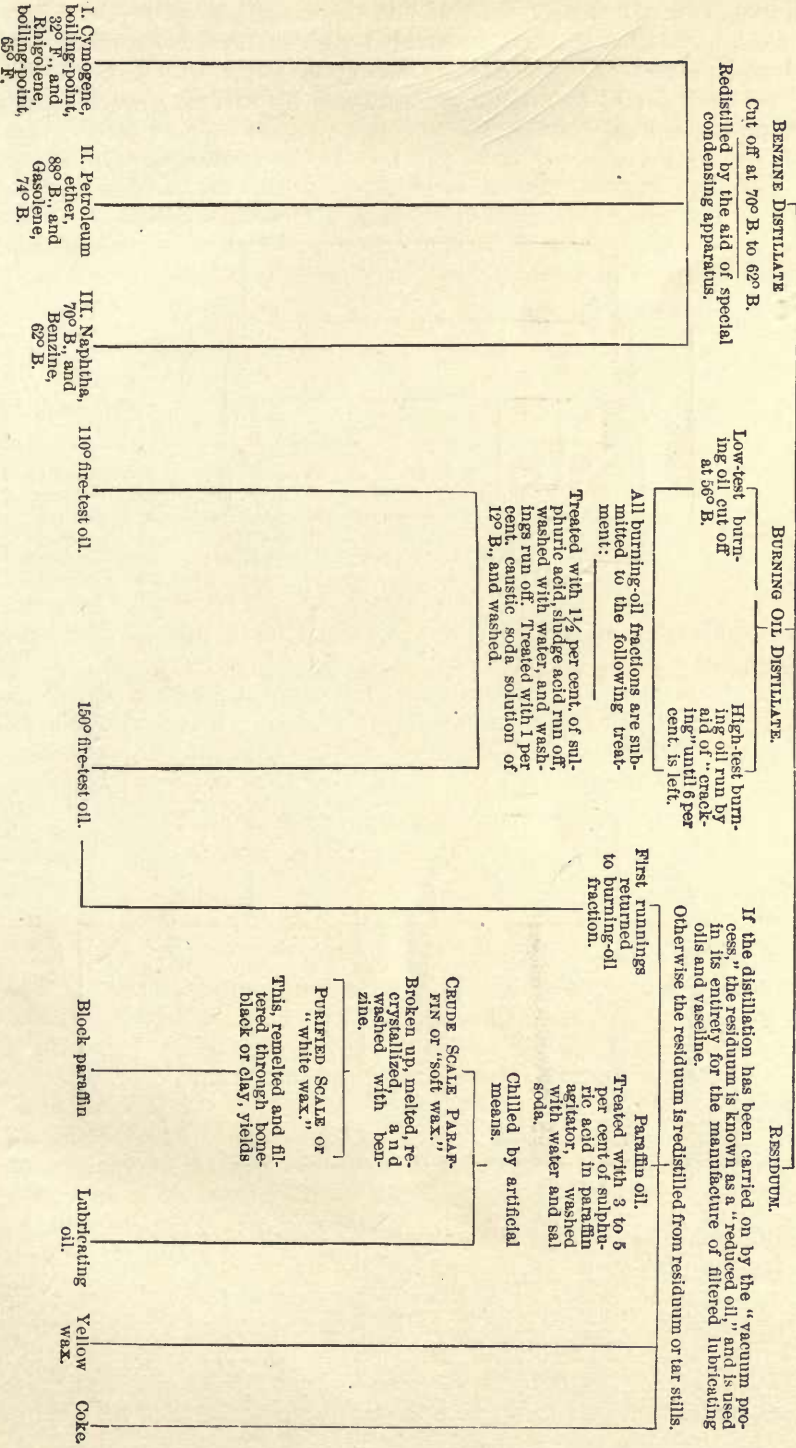 BENZINE DISTILLATE
Cut off at 70° B. to 62° B.
Redistilled by the aid of special
condensing apparatus.
I. Cymogene,
boiling-point,
32° F., and
Rhigolene,
boiling-point,
65° F.
II. Petroleum
ether,
88° B., and
Gasolene,
74° B.
III. Naphtha,
70° B., and
Benzine,
62° B.
BURNING OIL DISTILLATE.
Low-test burn-
ing oil cut off
at 56° B.
High-test burn-
ing oil run by
aid of "crack-
ing" until 6 per
cent. is left.
All burning-oil fractions are sub-
mitted to the following treat-
ment:
Treated with 1½ per cent. of sul-
phuric acid, sludge acid run off,
washed with water, and wash-
ings run off. Treated with 1 per
cent. caustic soda solution of
12° B., and washed.
110° fire-test oil.
150° fire-test oil.
RESIDUUM.
If the distillation has been carried on by the "vacuum pro-
cess," the residuum is known as a "reduced oil," and is used
in its entirety for the manufacture of filtered lubricating
oils and vaseline.
Otherwise the residuum is redistilled from residuum or tar stills.
First runnings
returned
to burning-oil
fraction.
Paraffin oil.
Treated with 3 to 5
per cent of sulphu-
ric acid in paraffin
agitator, washed
with water and sal
soda.
Chilled by artificial
means.
CRUDE SCALE PARAF-
FIN OR "soft wax."
Broken up, melted, re-
crystallized, and
washed with ben-
zine.
PURIFIED SCALE OR
"white wax."
This, remelted and fil-
tered through bone-
black or clay, yields
Block paraffin
Lubricating
oil.
Yellow
wax.
Coke.